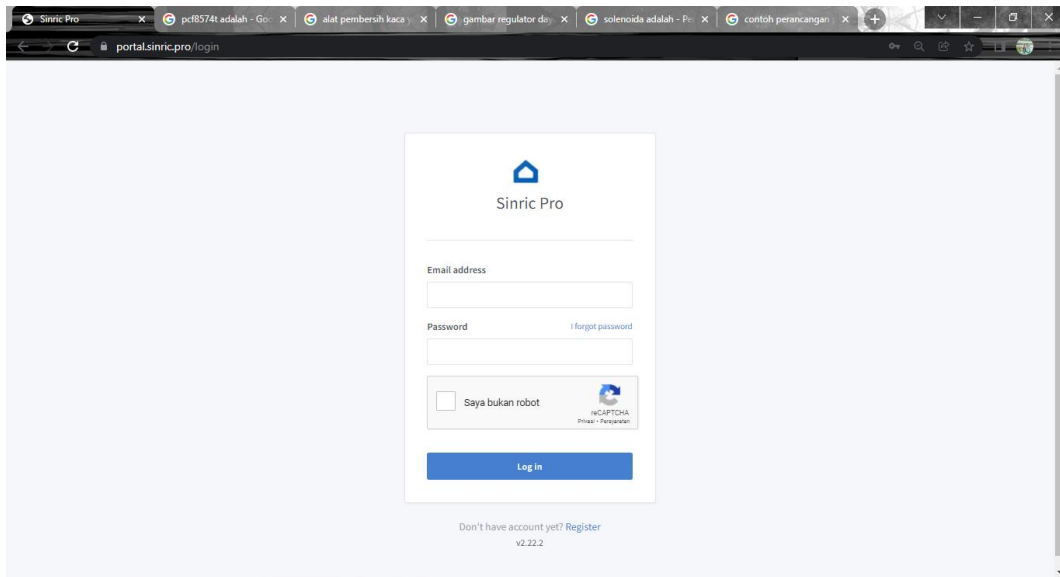 Sinric Pro
pcf8574t adalah - Goo
alat pembersih kaca y
gambar regulator day
solenoida adalah - Pe
contoh perancangan
portal.sinric.pro/login
Sinric Pro
Email address
Password
I forgot password
Saya bukan robot
reCAPTCHA
Privasi - Persyaratan
Log in
Don't have account yet? Register
v2.22.2